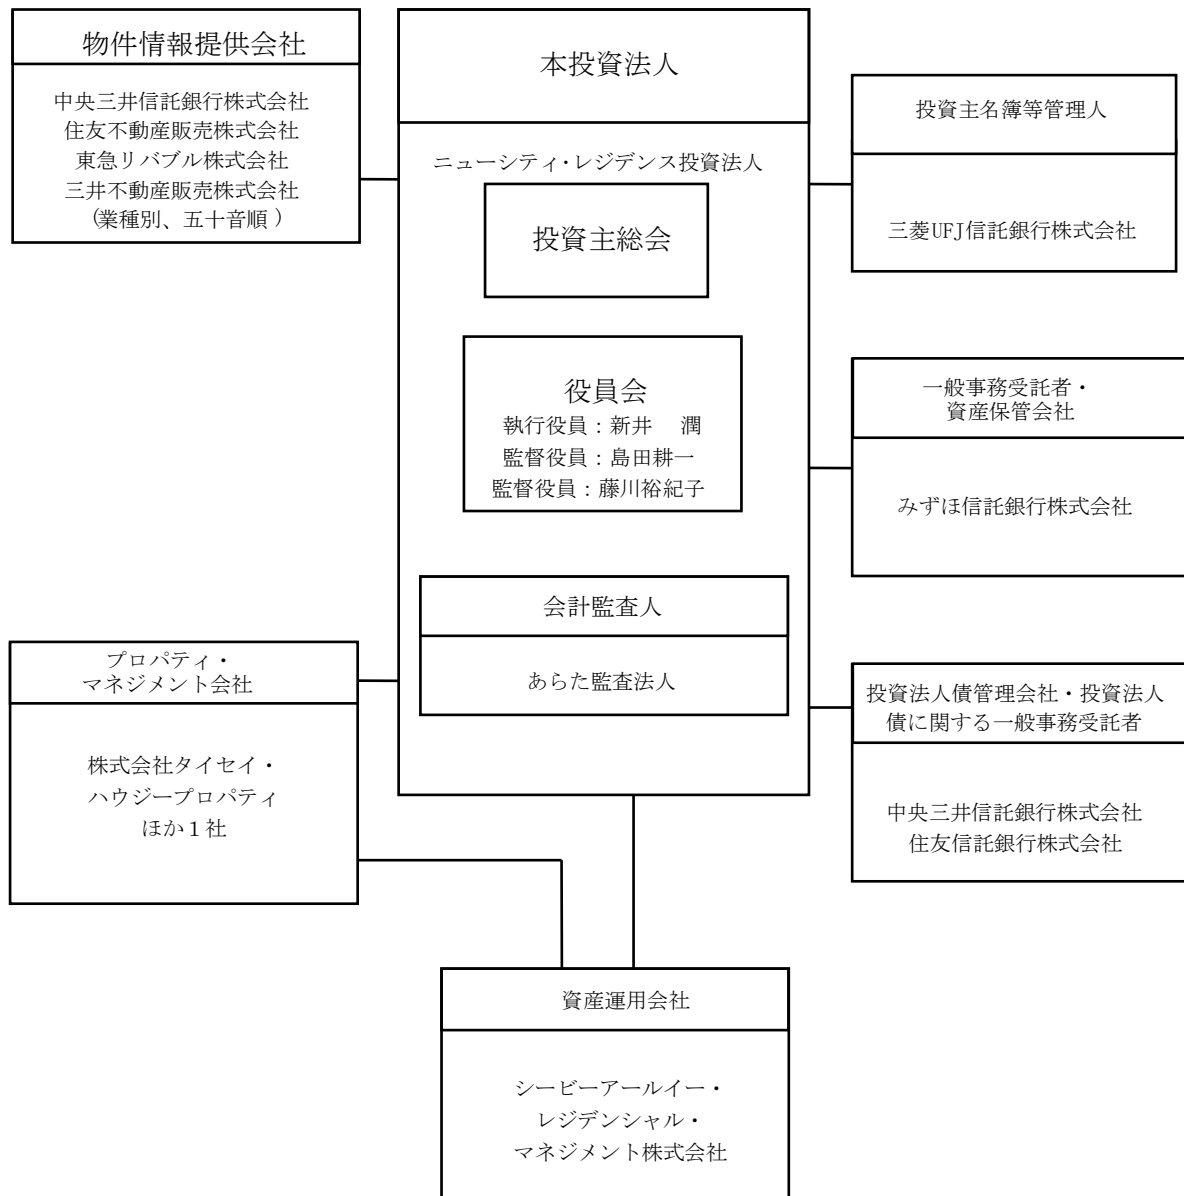 物件情報提供会社
中央三井信託銀行株式会社
住友不動産販売株式会社
東急リバブル株式会社
三井不動産販売株式会社
(業種別、五十音順)
本投資法人
ニューシティ・レジデンス投資法人
投資主総会
役員会
執行役員:新井　潤
監督役員:島田耕一
監督役員:藤川裕紀子
会計監査人
あらた監査法人
投資主名簿等管理人
三菱UFJ信託銀行株式会社
一般事務受託者・
資産保管会社
みずほ信託銀行株式会社
プロパティ・
マネジメント会社
株式会社タイセイ・
ハウジープロパティ
ほか１社
投資法人債管理会社・投資法人
債に関する一般事務受託者
中央三井信託銀行株式会社
住友信託銀行株式会社
資産運用会社
シービーアールイー・
レジデンシャル・
マネジメント株式会社